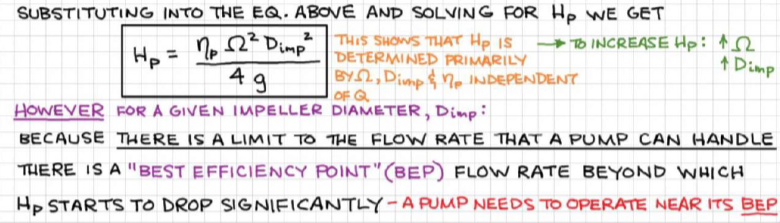 SUBSTITUTING INTO THE EQ. ABOVE AND SOLVING FOR Hp WE GET
Hp = ηp Ω² Dimp² / 4 g
THIS SHOWS THAT Hp IS
DETERMINED PRIMARILY
BY Ω, Dimp & ηp INDEPENDENT
OF Q
→ TO INCREASE Hp: ↑ Ω
↑ Dimp
HOWEVER FOR A GIVEN IMPELLER DIAMETER, Dimp:
BECAUSE THERE IS A LIMIT TO THE FLOW RATE THAT A PUMP CAN HANDLE
THERE IS A "BEST EFFICIENCY POINT" (BEP) FLOW RATE BEYOND WHICH
Hp STARTS TO DROP SIGNIFICANTLY - A PUMP NEEDS TO OPERATE NEAR ITS BEP